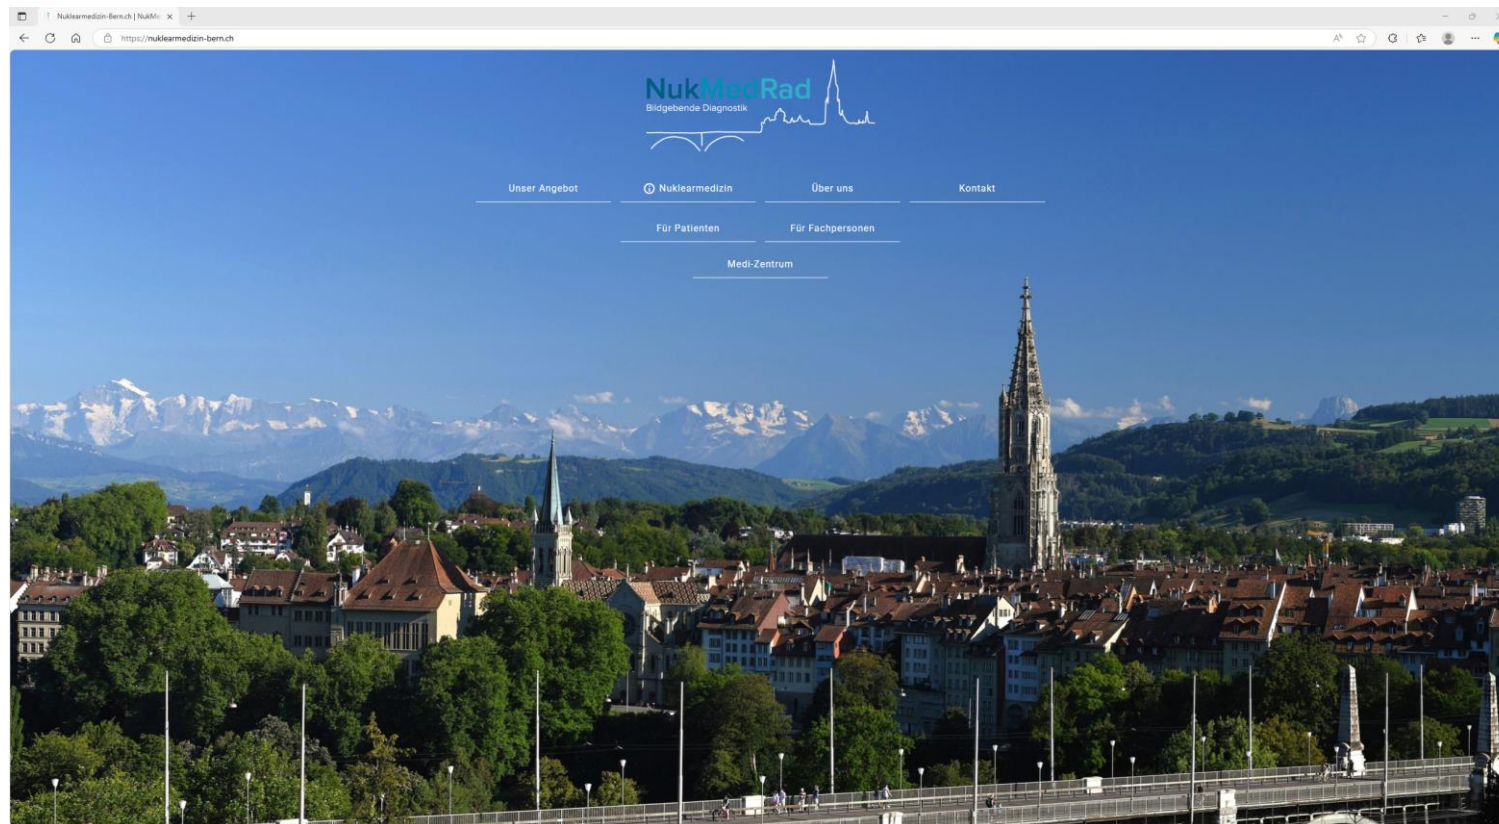 Nuklearmedizin-Bern.ch | NukMe
https://nuklearmedizin-bern.ch
NukMedRad
Bildgebende Diagnostik
Unser Angebot
Nuklearmedizin
Über uns
Kontakt
Für Patienten
Für Fachpersonen
Medi-Zentrum